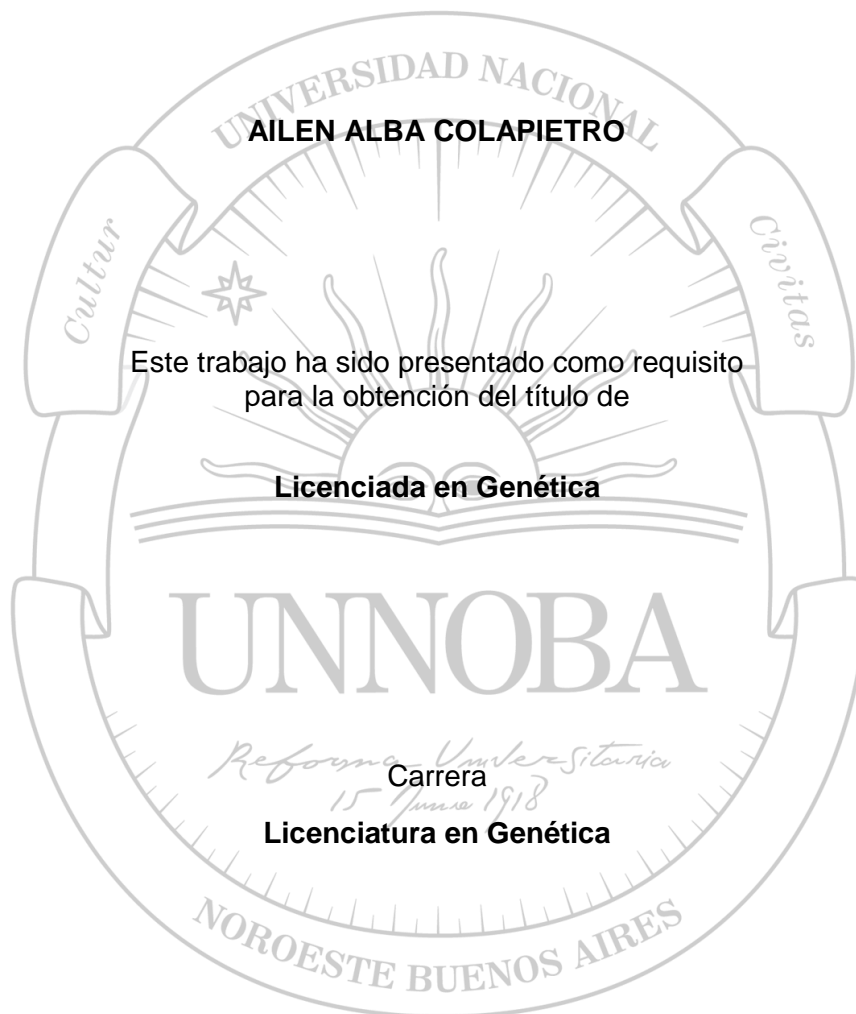 UNIVERSIDAD NACIONAL
AILEN ALBA COLAPIETRO
Cultur
Civitas
Este trabajo ha sido presentado como requisito
para la obtención del título de
Licenciada en Genética
UNNOBA
Reforma Universitaria
15 Junio 1918
Carrera
Licenciatura en Genética
NOROESTE BUENOS AIRES